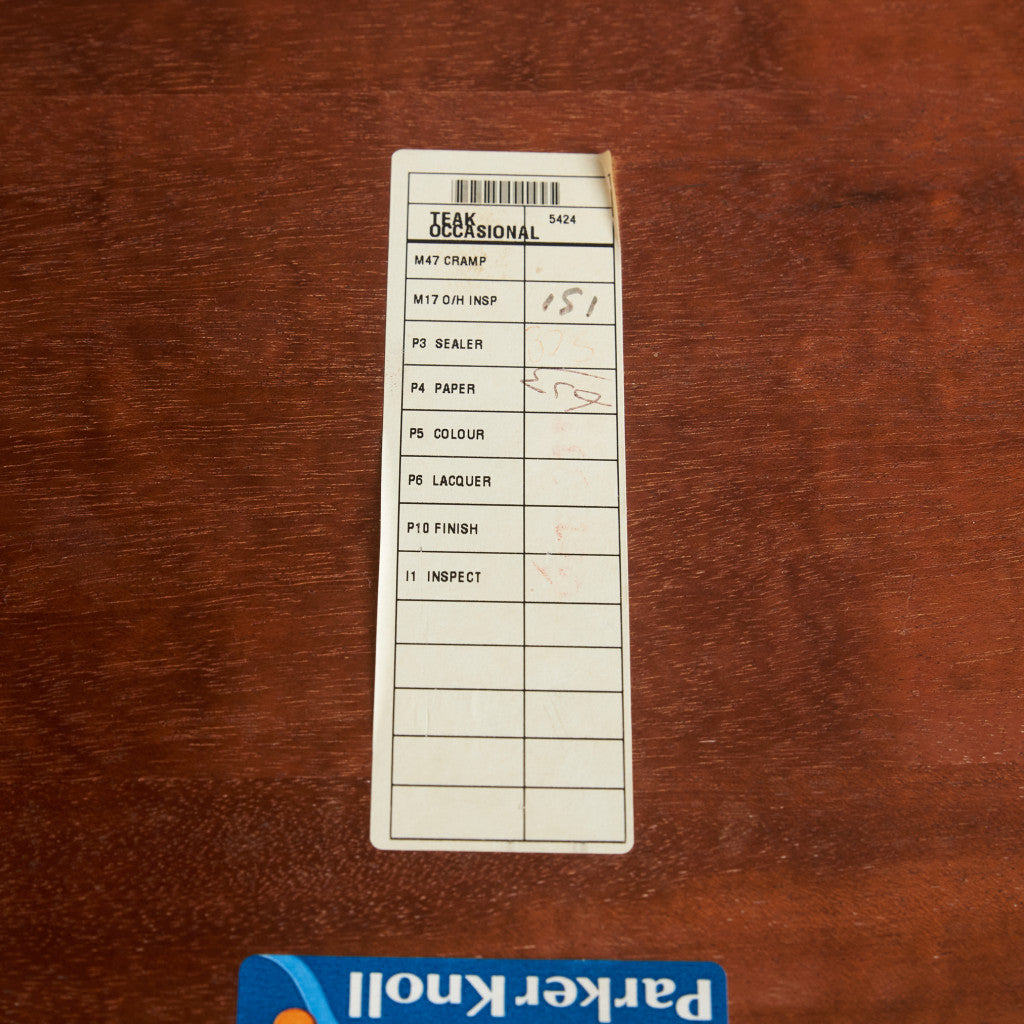 TEAK
OCCASIONAL 5424
M47 CRAMP
M17 O/H INSP 151
P3 SEALER
P4 PAPER
P5 COLOUR
P6 LACQUER
P10 FINISH
I1 INSPECT
Parker Knoll